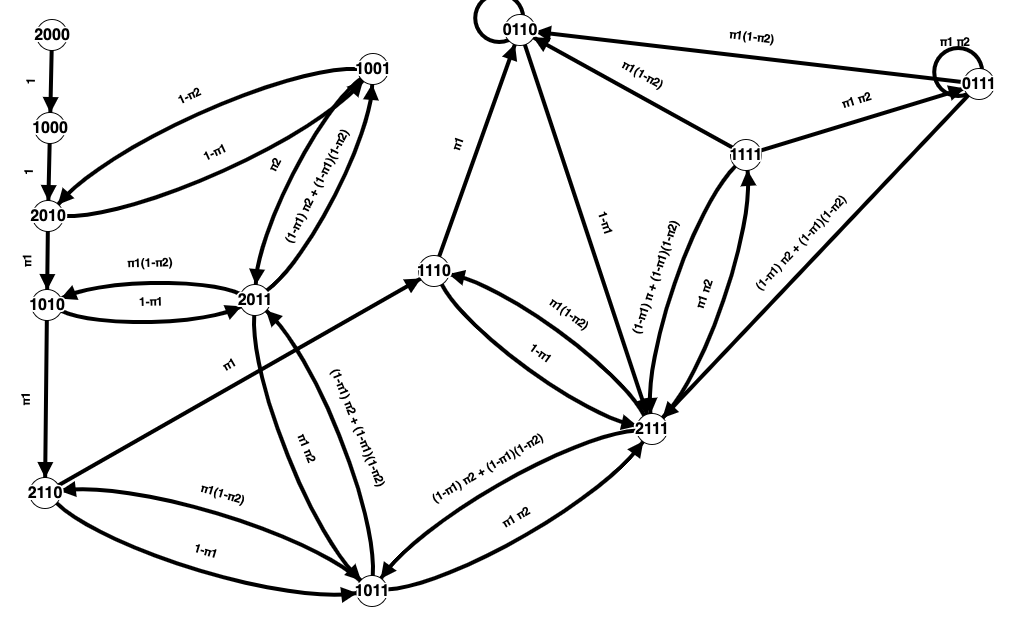 2000
1
1000
1
2010
π1
1010
π1
2110
1-π2
1-π1
1001
π2
(1-π1) π2 + (1-π1)(1-π2)
π1(1-π2)
1-π1
2011
π1
π1 π2
(1-π1) π2 + (1-π1)(1-π2)
π1(1-π2)
1-π1
1011
0110
π1
1110
1-π1
π1(1-π2)
1-π1
π1(1-π2)
π1(1-π2)
π1 π2
0111
π1 π2
1111
(1-π1) π + (1-π1)(1-π2)
π1 π2
(1-π1) π2 + (1-π1)(1-π2)
2111
(1-π1) π2 + (1-π1)(1-π2)
π1 π2